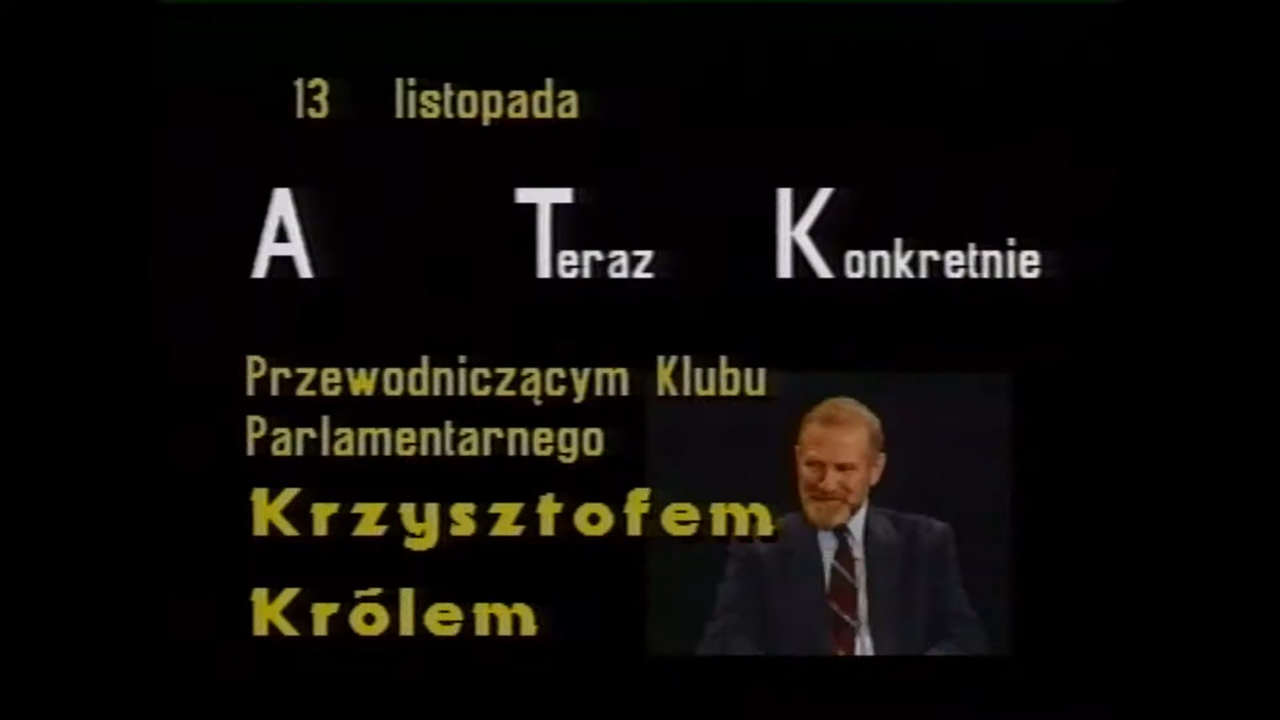 13 listopada
A Teraz Konkretnie
Przewodniczącym Klubu
Parlamentarnego
Krzysztofem
Królem